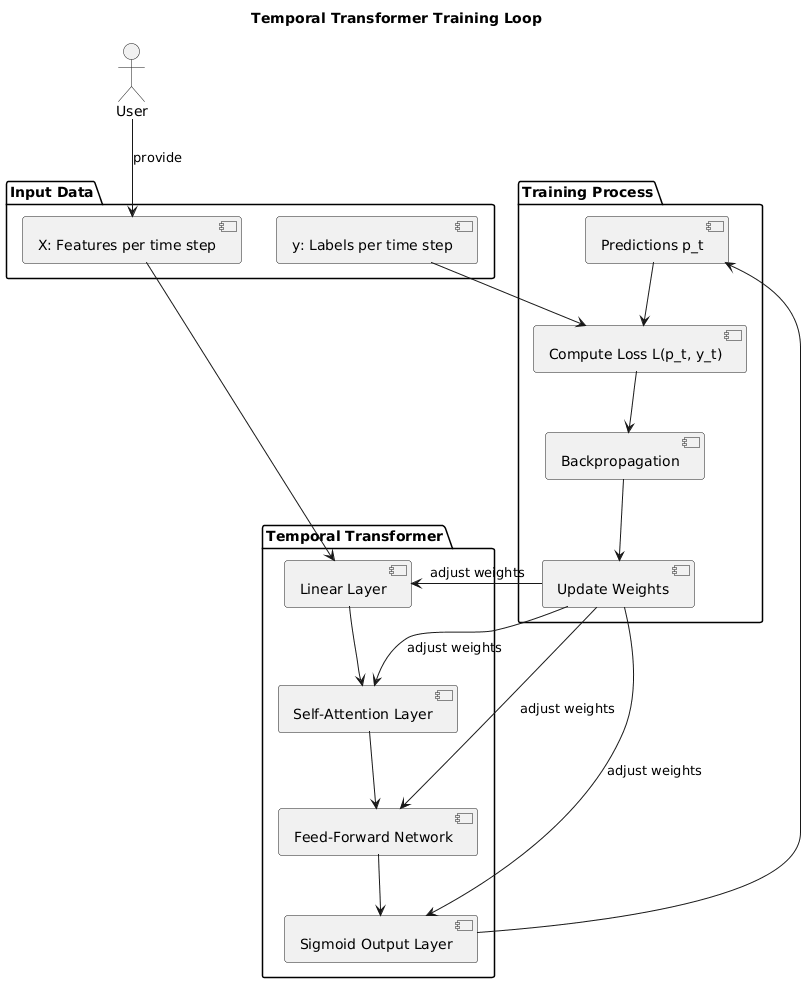 Temporal Transformer Training Loop
User
provide
Input Data
X: Features per time step
y: Labels per time step
Training Process
Predictions p_t
Compute Loss L(p_t, y_t)
Backpropagation
Update Weights
Temporal Transformer
Linear Layer
adjust weights
Self-Attention Layer
adjust weights
Feed-Forward Network
adjust weights
Sigmoid Output Layer
adjust weights